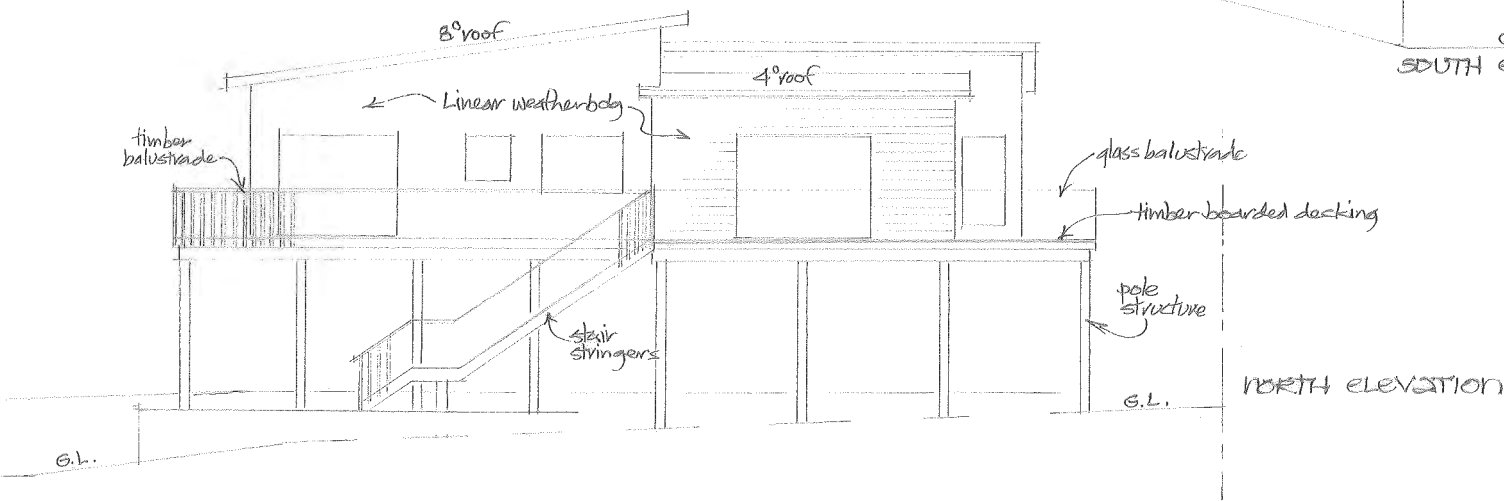 8° roof
SOUTH
4° roof
Linear weatherbdg
timber
balustrade
glass balustrade
timber boarded decking
pole
structure
stair
stringers
NORTH ELEVATION
G.L.
G.L.